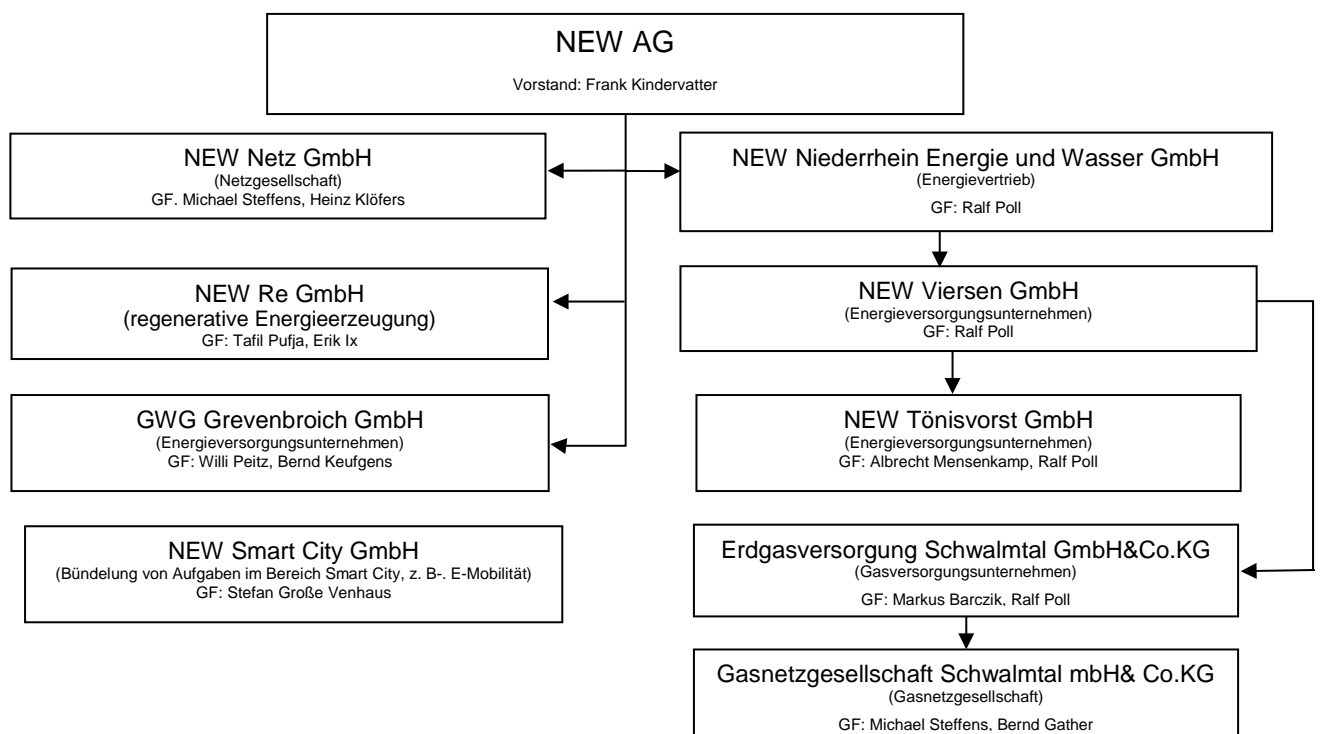 NEW AG
Vorstand: Frank Kindervatter
NEW Netz GmbH
(Netzgesellschaft)
GF. Michael Steffens, Heinz Klöfers
NEW Niederrhein Energie und Wasser GmbH
(Energievertrieb)
GF: Ralf Poll
NEW Re GmbH
(regenerative Energieerzeugung)
GF: Tafil Pufja, Erik Ix
NEW Viersen GmbH
(Energieversorgungsunternehmen)
GF: Ralf Poll
GWG Grevenbroich GmbH
(Energieversorgungsunternehmen)
GF: Willi Peitz, Bernd Keufgens
NEW Tönisvorst GmbH
(Energieversorgungsunternehmen)
GF: Albrecht Mensenkamp, Ralf Poll
NEW Smart City GmbH
(Bündelung von Aufgaben im Bereich Smart City, z. B-. E-Mobilität)
GF: Stefan Große Venhaus
Erdgasversorgung Schwalmtal GmbH&Co.KG
(Gasversorgungsunternehmen)
GF: Markus Barczik, Ralf Poll
Gasnetzgesellschaft Schwalmtal mbH& Co.KG
(Gasnetzgesellschaft)
GF: Michael Steffens, Bernd Gather